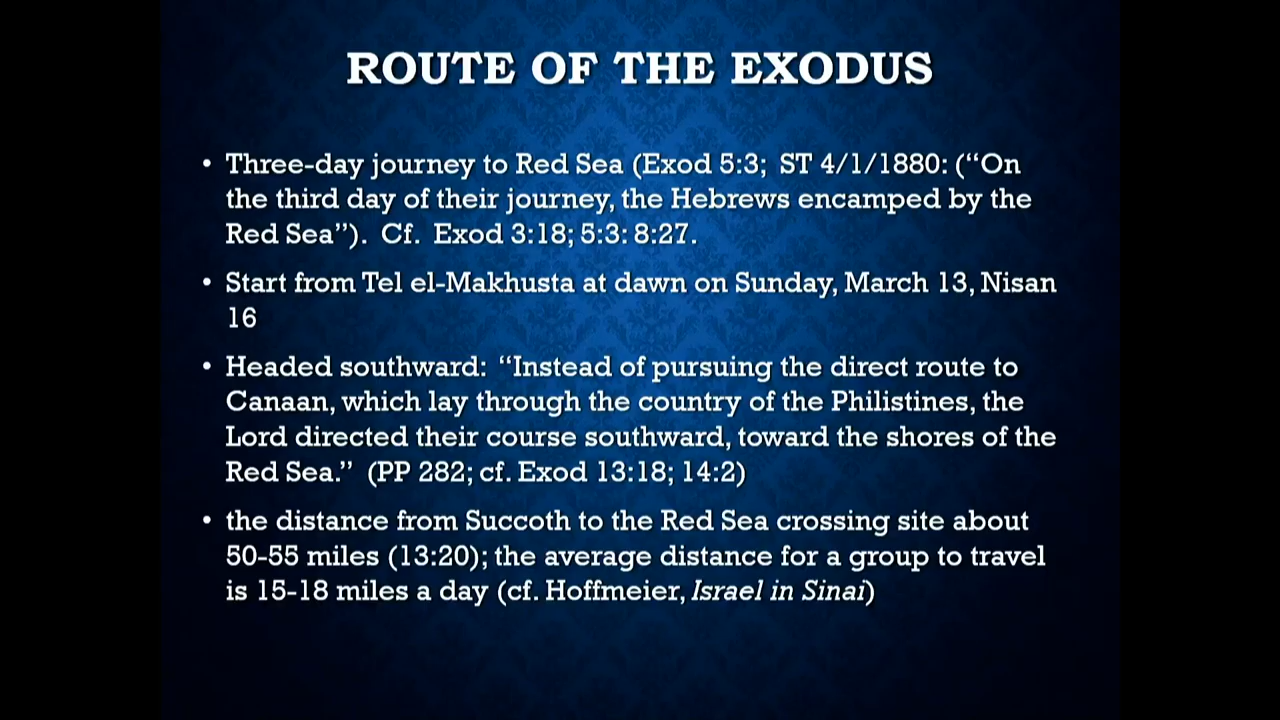 ROUTE OF THE EXODUS
• Three-day journey to Red Sea (Exod 5:3; ST 4/1/1880: (“On
the third day of their journey, the Hebrews encamped by the
Red Sea”). Cf. Exod 3:18; 5:3: 8:27.
• Start from Tel el-Makhusta at dawn on Sunday, March 13, Nisan
16
• Headed southward: “Instead of pursuing the direct route to
Canaan, which lay through the country of the Philistines, the
Lord directed their course southward, toward the shores of the
Red Sea.” (PP 282; cf. Exod 13:18; 14:2)
• the distance from Succoth to the Red Sea crossing site about
50-55 miles (13:20); the average distance for a group to travel
is 15-18 miles a day (cf. Hoffmeier, Israel in Sinai)